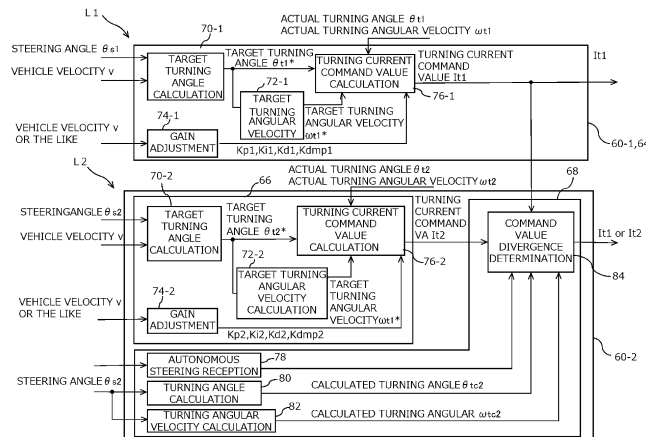 L1
ACTUAL TURNING ANGLE θt1
ACTUAL TURNING ANGULAR VELOCITY ωt1
70-1
STEERING ANGLE θs1
VEHICLE VELOCITY v
TARGET
TURNING
ANGLE
CALCULATION
TARGET TURNING
ANGLE θt1*
72-1
TARGET
TURNING
ANGULAR
VELOCITY
TARGET TURNING
ANGULAR VELOCITY
ωt1*
TURNING CURRENT
COMMAND VALUE
CALCULATION
76-1
TURNING CURRENT
COMMAND
VALUE It1
It1
74-1
VEHICLE VELOCITY v
OR THE LIKE
GAIN
ADJUSTMENT
Kp1,Ki1,Kd1,Kdmp1
60-1,64
L2
ACTUAL TURNING ANGLE θt2
ACTUAL TURNING ANGULAR VELOCITY ωt2
70-2
66
68
STEERINGANGLE θs2
VEHICLE VELOCITY v
TARGET
TURNING
ANGLE
CALCULATION
TARGET
TURNING
ANGLE θt2*
72-2
TARGET TURNING
ANGULAR
VELOCITY CALCULATION
TARGET
TURNING
ANGULAR
VELOCITYωt1*
TURNING CURRENT
COMMAND
VALUE
CALCULATION
76-2
TURNING
CURRENT
COMMAND
VA It2
COMMAND
VALUE
DIVERGENCE
DETERMINATION
84
It1 or It2
74-2
VEHICLE VELOCITY v
OR THE LIKE
GAIN
ADJUSTMENT
Kp2,Ki2,Kd2,Kdmp2
60-2
AUTONOMOUS
STEERING RECEPTION
78
STEERING ANGLE θs2
TURNING ANGLE
CALCULATION
80
CALCULATED TURNING ANGLE θtc2
TURNING ANGULAR
VELOCITY CALCULATION
82
CALCULATED TURNING ANGULAR ωtc2